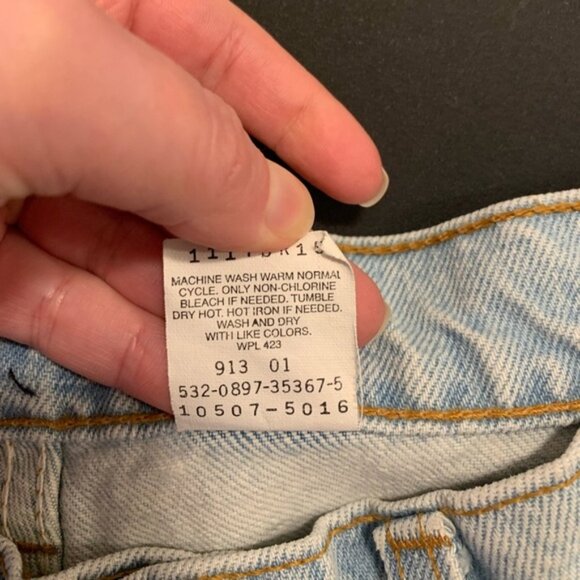 MACHINE WASH WARM NORMAL
CYCLE. ONLY NON-CHLORINE
BLEACH IF NEEDED. TUMBLE
DRY HOT. HOT IRON IF NEEDED.
WASH AND DRY
WITH LIKE COLORS.
WPL 423
913 01
532-0897-35367-5
10507-5016